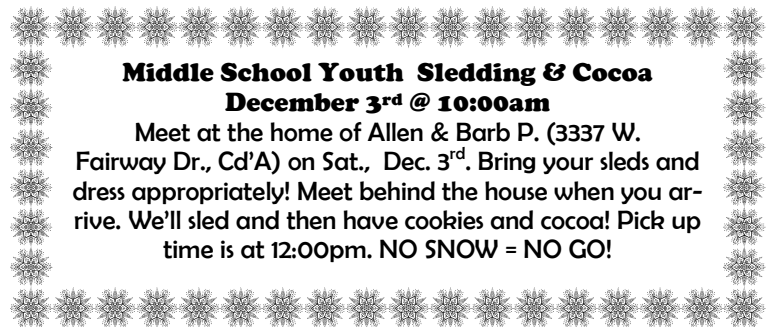 Middle School Youth Sledding & Cocoa
December 3rd @ 10:00am
Meet at the home of Allen & Barb P. (3337 W.
Fairway Dr., Cd'A) on Sat., Dec. 3rd. Bring your sleds and
dress appropriately! Meet behind the house when you ar-
rive. We'll sled and then have cookies and cocoa! Pick up
time is at 12:00pm. NO SNOW = NO GO!